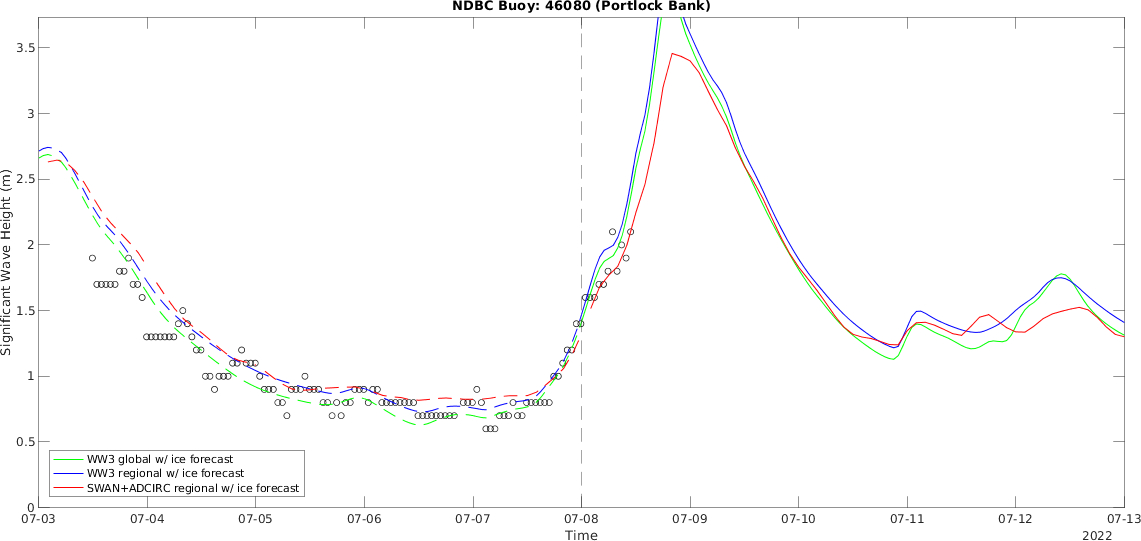 NDBC Buoy: 46080 (Portlock Bank)
3.5
3
2.5
2
1.5
1
0.5
0
Significant Wave Height (m)
WW3 global w/ ice forecast
WW3 regional w/ ice forecast
SWAN+ADCIRC regional w/ ice forecast
07-03 07-04 07-05 07-06 07-07 07-08 07-09 07-10 07-11 07-12 07-13
Time
2022